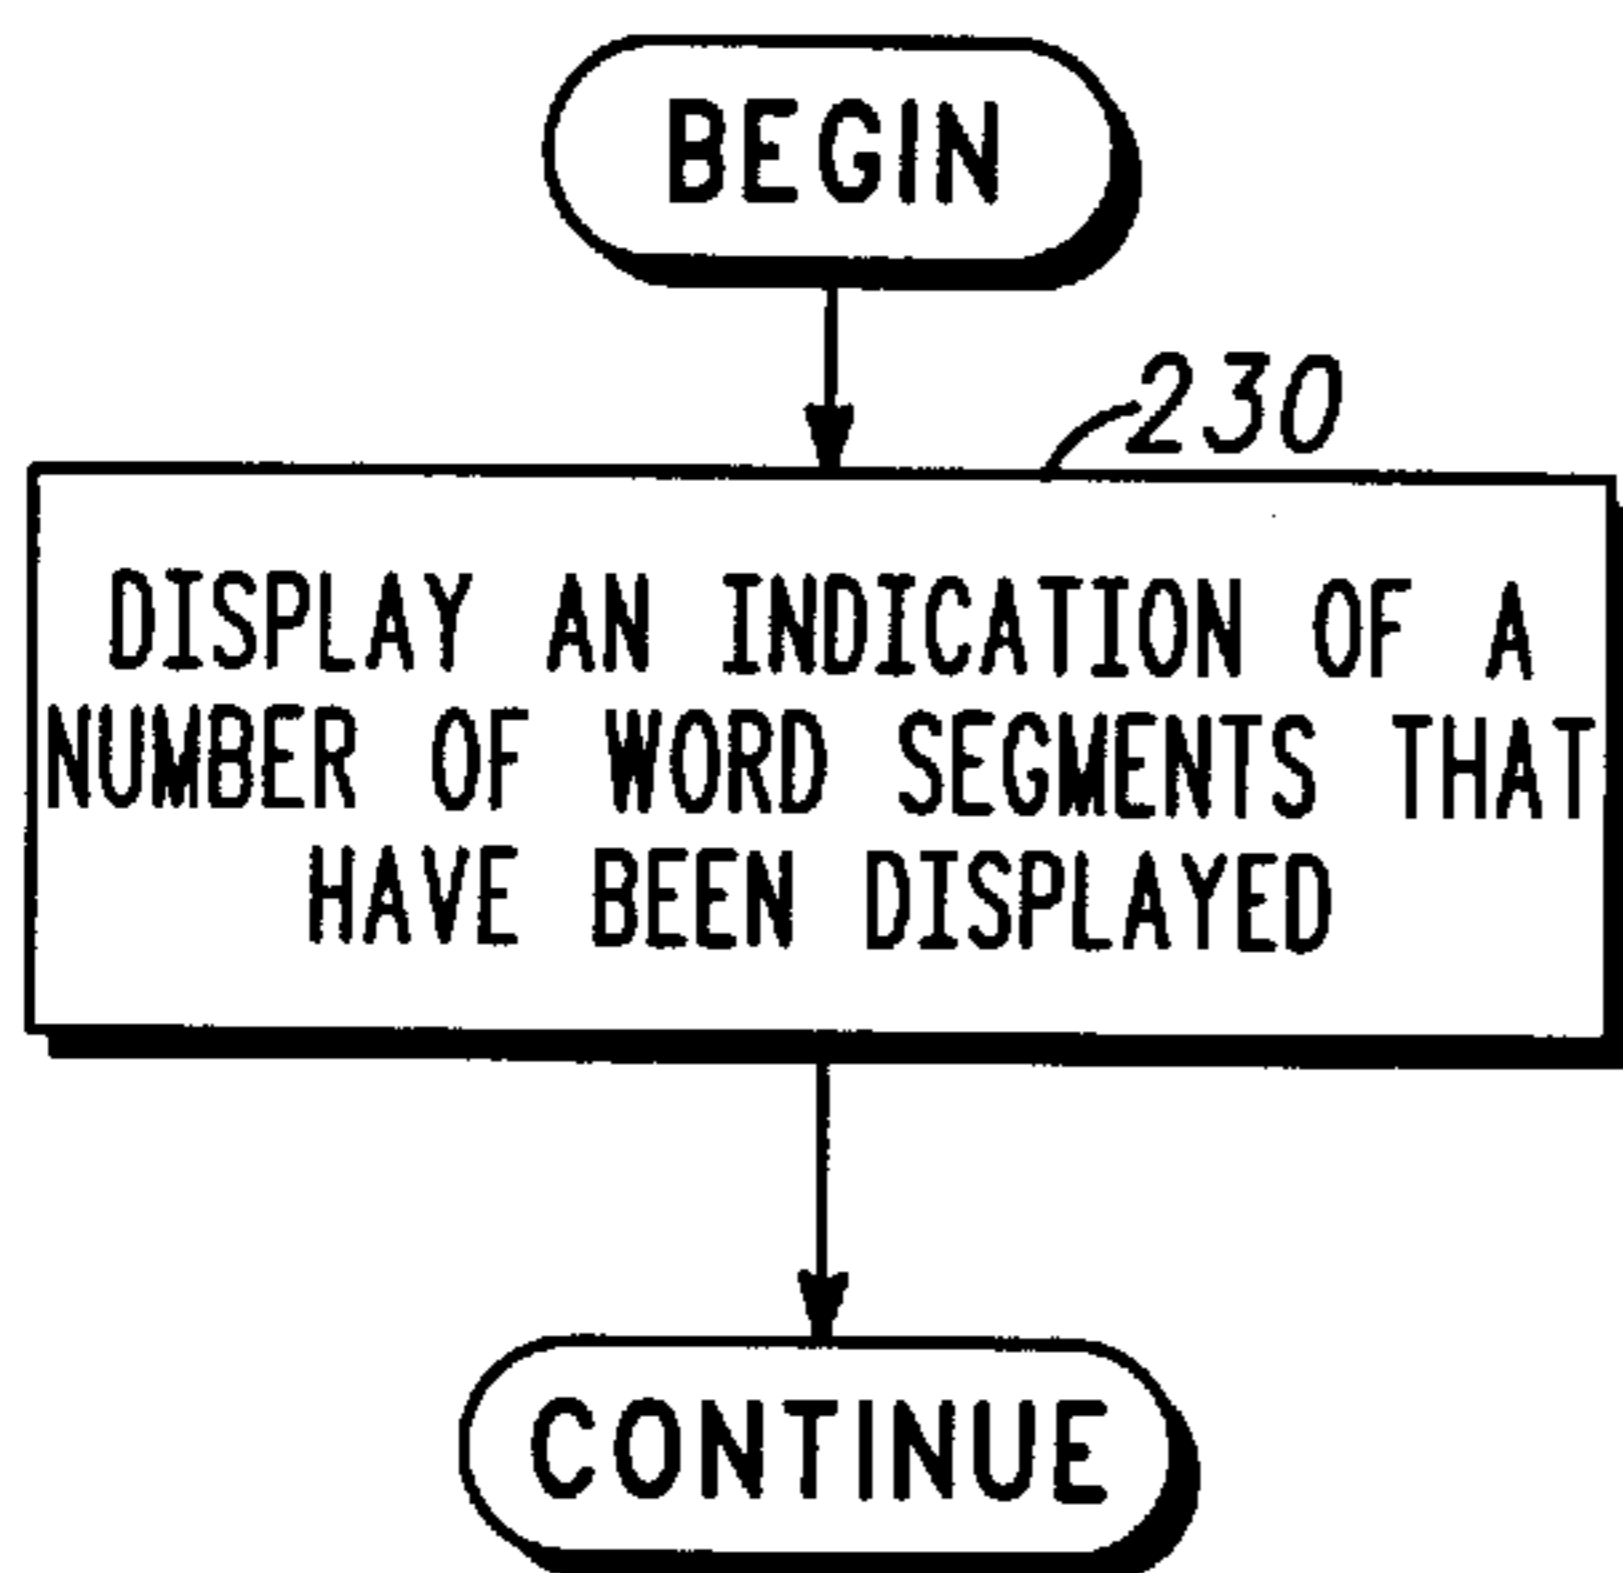 BEGIN
230
DISPLAY AN INDICATION OF A
NUMBER OF WORD SEGMENTS THAT
HAVE BEEN DISPLAYED
CONTINUE